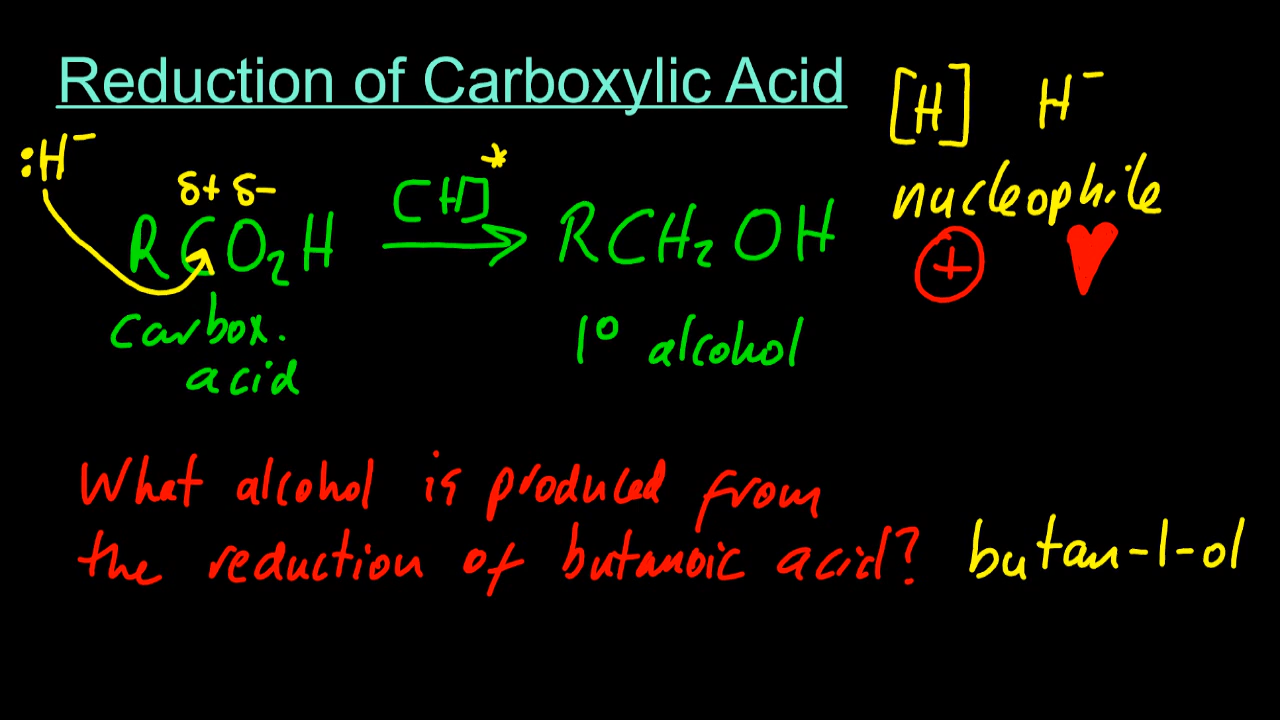 Reduction of Carboxylic Acid
[H] H⁻
:H⁻
nucleophile
δ+ δ-
[H]*
RCO₂H → RCH₂OH
+ ♥
carbox.
acid
1° alcohol
What alcohol is produced from
the reduction of butanoic acid? butan-1-ol